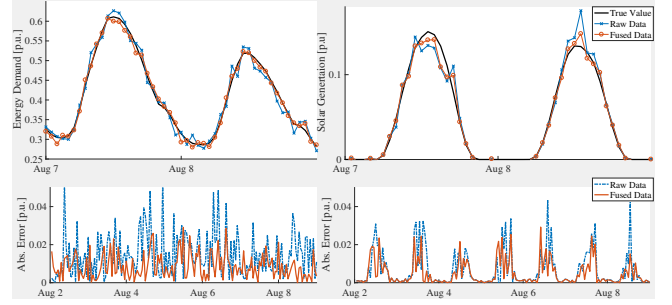 Energy Demand [p.u.]
0.6
0.55
0.5
0.45
0.4
0.35
0.3
0.25
Aug 7
Aug 8
Solar Genertaion [p.u]
0.1
0
Aug 7
Aug 8
True Value
Raw Data
Fused Data
Abs. Error [p.u.]
0.04
0.02
0
Aug 2
Aug 4
Aug 6
Aug 8
Abs. Error [p.u.]
0.04
0.02
0
Aug 2
Aug 4
Aug 6
Aug 8
Raw Data
Fused Data